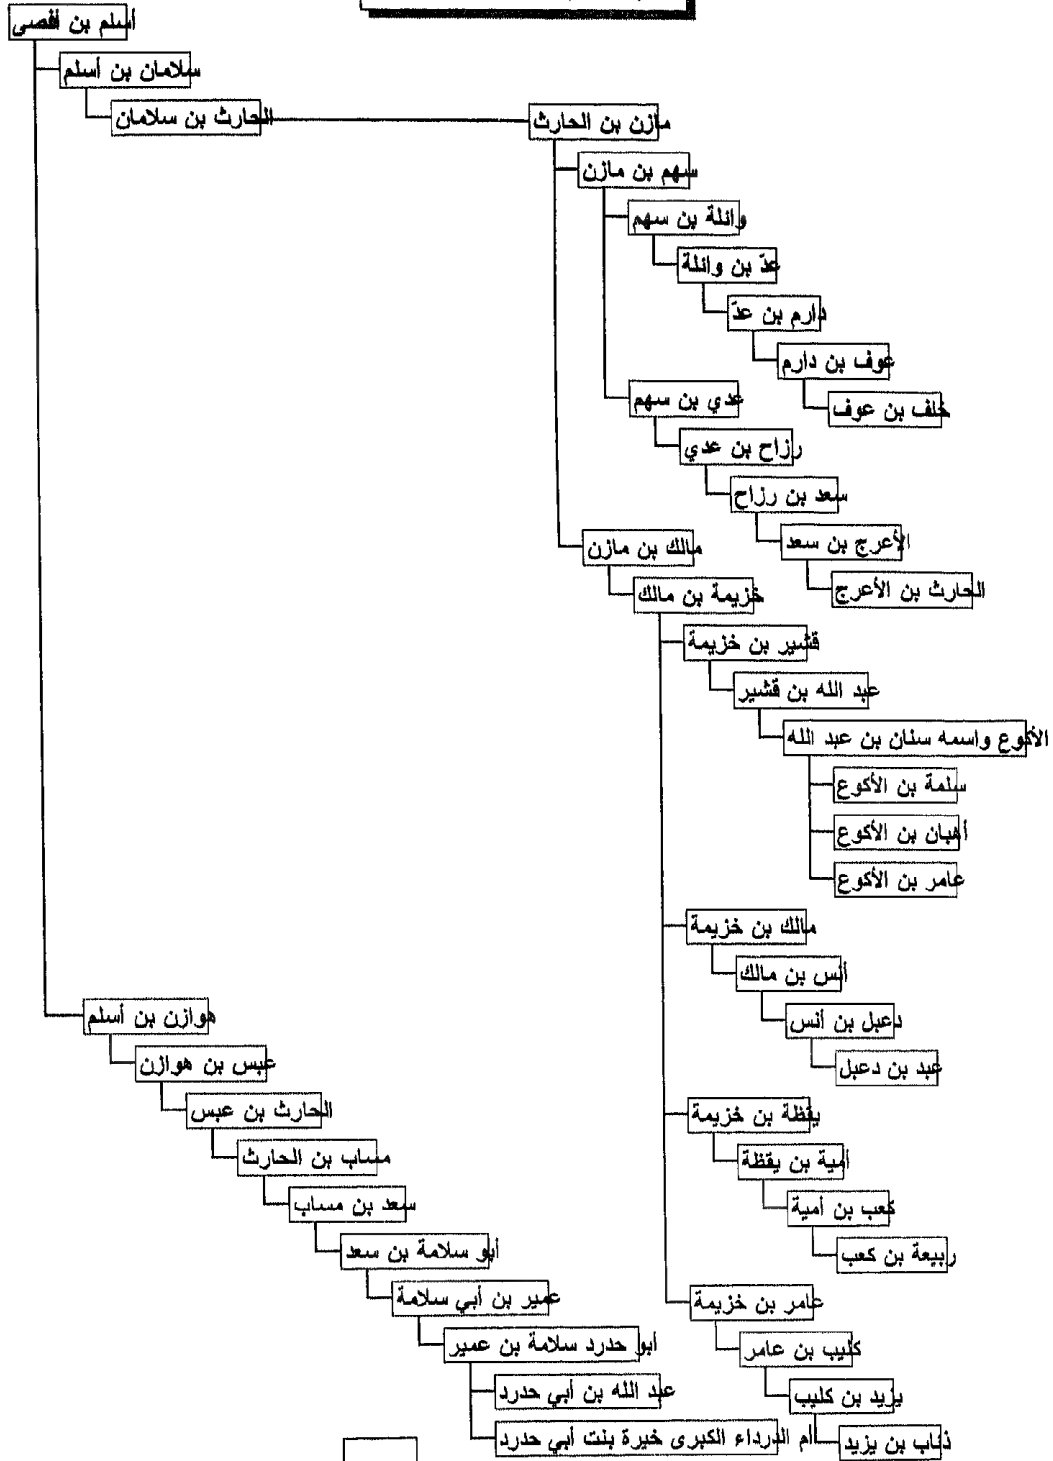 أسلم بن أفصى
سلامان بن أسلم
الحارث بن سلامان
مازن بن الحارث
سهم بن مازن
وائلة بن سهم
عذ بن وائلة
دارم بن عذ
عوف بن دارم
خلف بن عوف
عدي بن سهم
رزاح بن عدي
سعد بن رزاح
الأعرج بن سعد
الحارث بن الأعرج
مالك بن مازن
خزيمة بن مالك
قشير بن خزيمة
عبد الله بن قشير
الأكوع واسمه سنان بن عبد الله
سلمة بن الأكوع
أهبان بن الأكوع
عامر بن الأكوع
مالك بن خزيمة
أنس بن مالك
دعبل بن أنس
عبد بن دعبل
يقظة بن خزيمة
أمية بن يقظة
كعب بن أمية
ربيعة بن كعب
عامر بن خزيمة
كليب بن عامر
يزيد بن كليب
ذئاب بن يزيد
هوازن بن أسلم
عبس بن هوازن
الحارث بن عبس
مساب بن الحارث
سعد بن مساب
أبو سلامة بن سعد
عمير بن أبي سلامة
أبو حدرد سلامة بن عمير
عبد الله بن أبي حدرد
أم الدرداء الكبرى خيرة بنت أبي حدرد